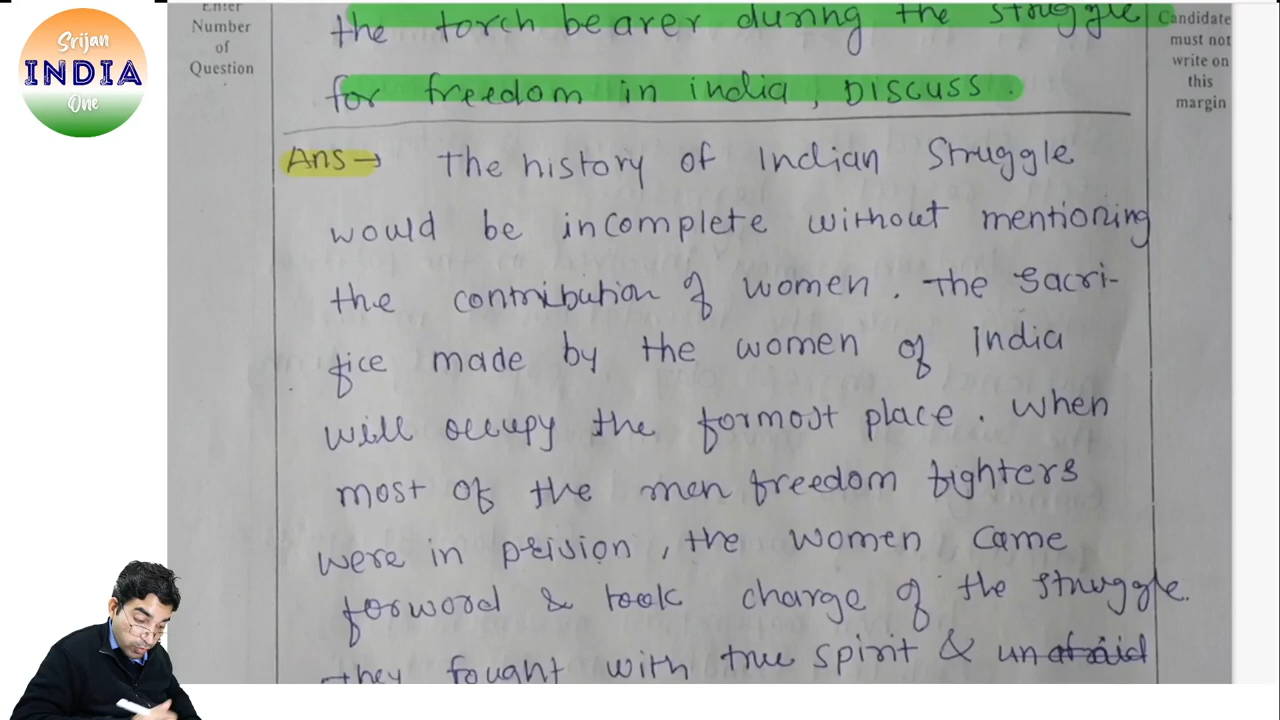 Srijan
INDIA
One
Enter
Number
of
Question
the torch bearer during the struggle
for freedom in india, DISCUSS.
Candidate
must not
write on
this
margin
Ans → The history of Indian Struggle
would be incomplete without mentioning
the contribution of women. The Sacri-
fice made by the women of India
will occupy the formost place. When
most of the men freedom fighters
were in prision, the women came
forword & took charge of the struggle.
They fought with true spirit & unafraid